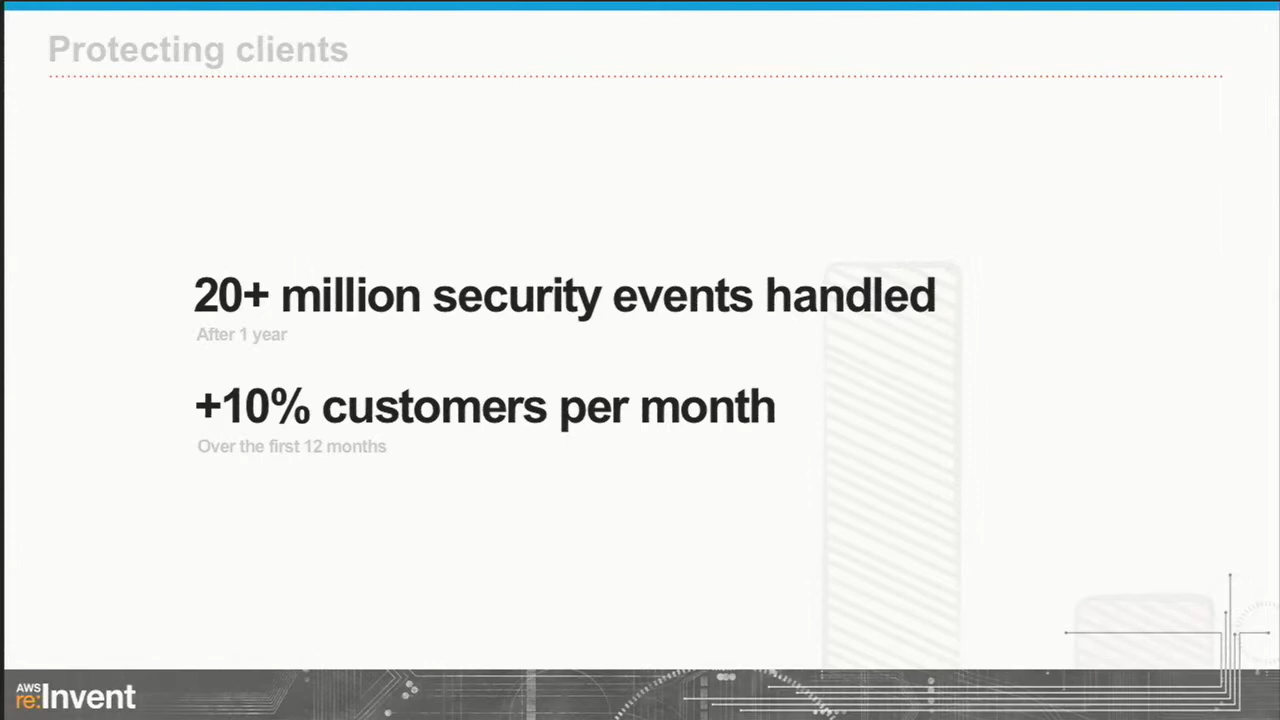 Protecting clients
20+ million security events handled
After 1 year
+10% customers per month
Over the first 12 months
AWS
re:Invent